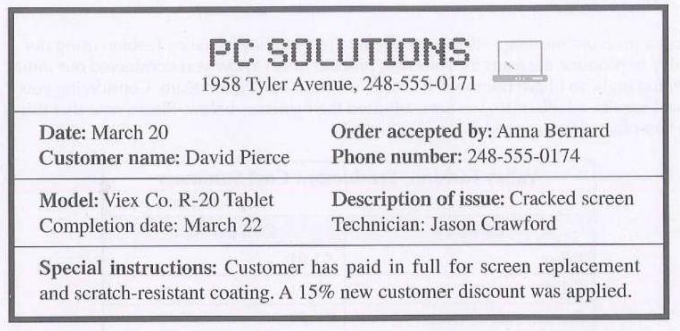 PC SOLUTIONS
1958 Tyler Avenue, 248-555-0171
Date: March 20 Order accepted by: Anna Bernard
Customer name: David Pierce Phone number: 248-555-0174
Model: Viex Co. R-20 Tablet Description of issue: Cracked screen
Completion date: March 22 Technician: Jason Crawford
Special instructions: Customer has paid in full for screen replacement
and scratch-resistant coating. A 15% new customer discount was applied.